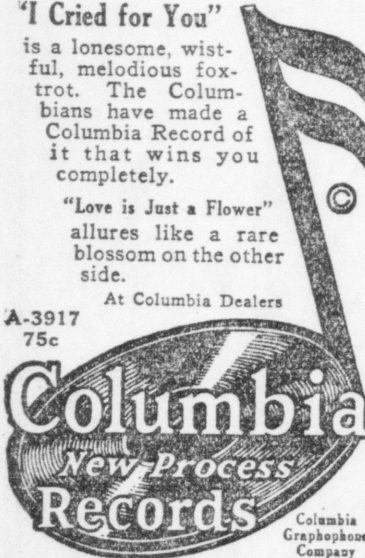 "I Cried for You"
is a lonesome, wist-
ful, melodious fox-
trot. The Colum-
bians have made a
Columbia Record of
it that wins you
completely.
"Love is Just a Flower"
allures like a rare
blossom on the other
side.
At Columbia Dealers
A-3917
75c
©
Columbia
New Process
Records
Columbia
Graphophone
Company